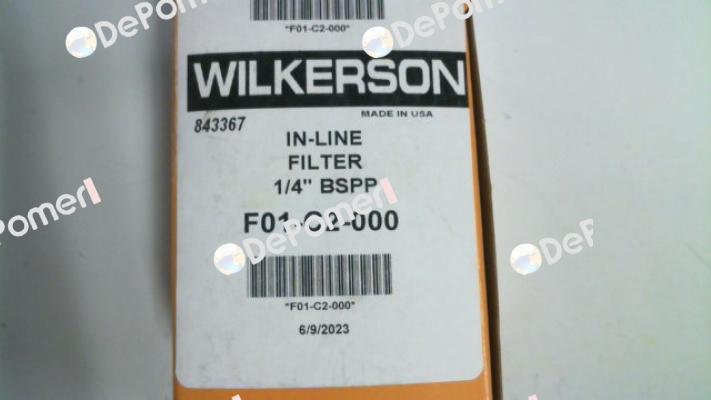 DePomerl
"F01-C2-000"
WILKERSON
MADE IN USA
843367
IN-LINE
FILTER
1/4" BSPP
F01-C2-000
"F01-C2-000"
6/9/2023